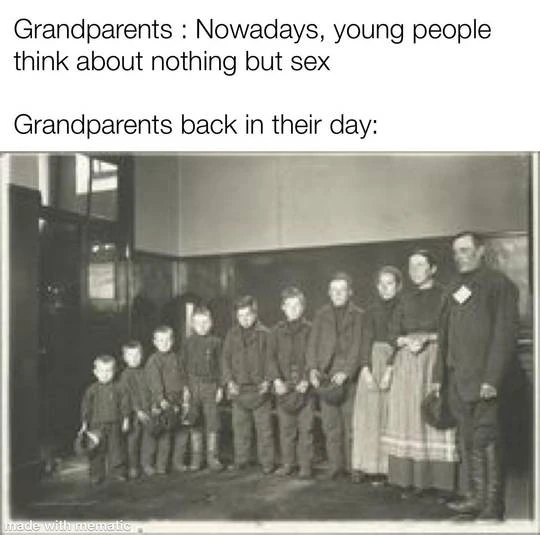 Grandparents : Nowadays, young people
think about nothing but sex
Grandparents back in their day:
made with mematic